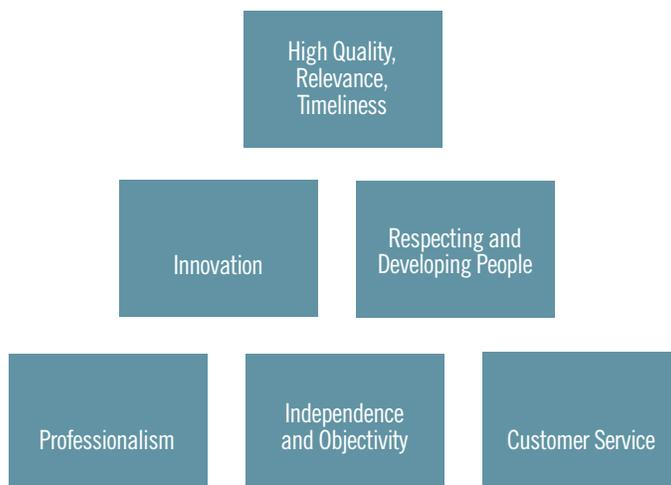 High Quality,
Relevance,
Timeliness
Innovation
Respecting and
Developing People
Professionalism
Independence
and Objectivity
Customer Service